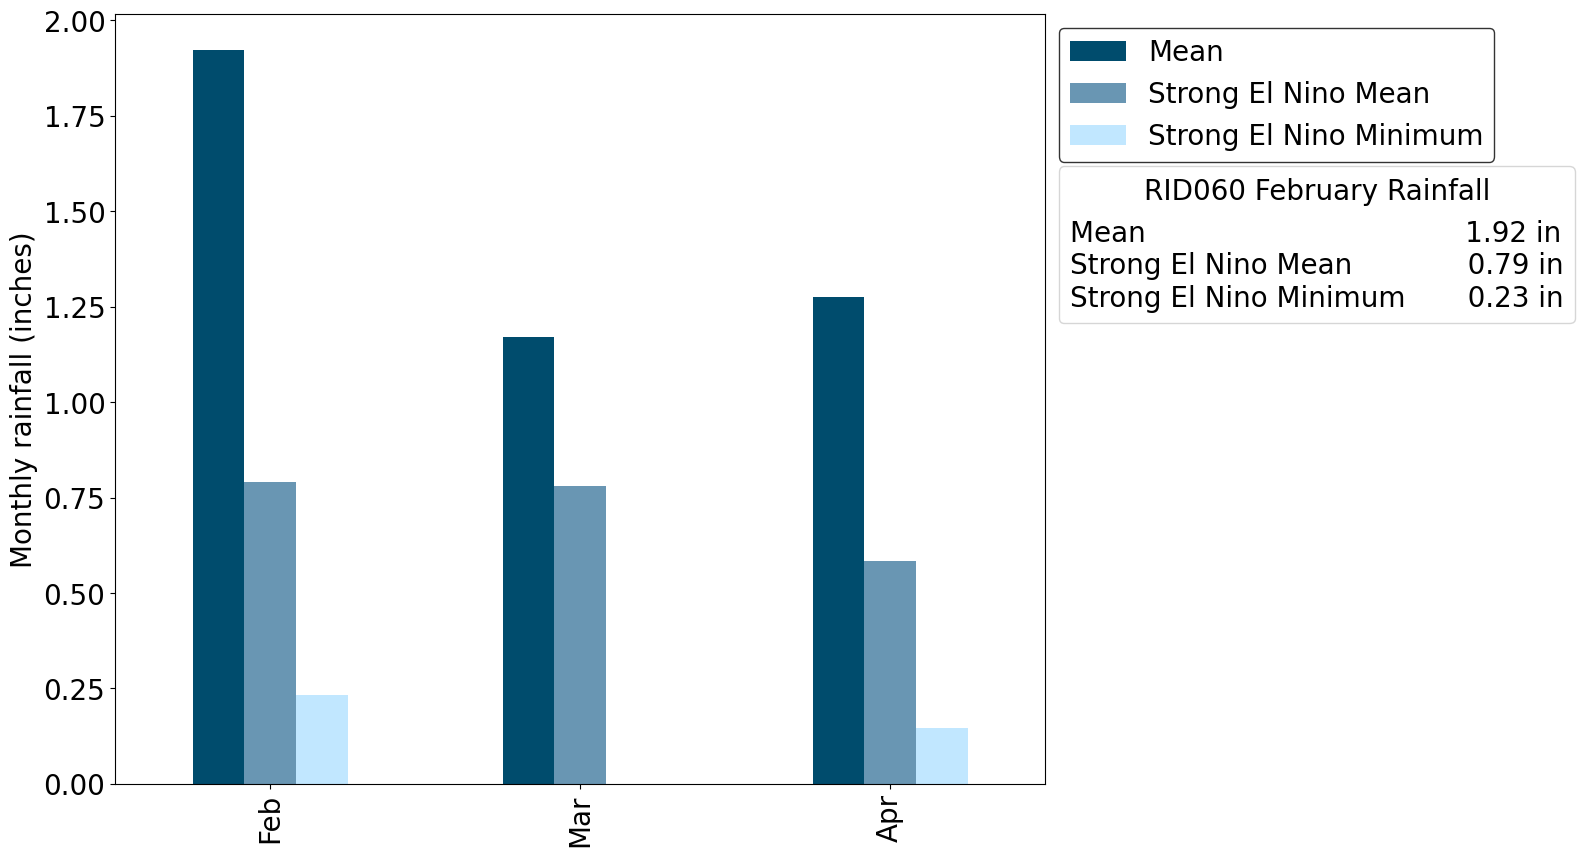 2.00
1.75
1.50
1.25
1.00
0.75
0.50
0.25
0.00
Monthly rainfall (inches)
Feb
Mar
Apr
Mean
Strong El Nino Mean
Strong El Nino Minimum
RID060 February Rainfall
Mean 1.92 in
Strong El Nino Mean 0.79 in
Strong El Nino Minimum 0.23 in